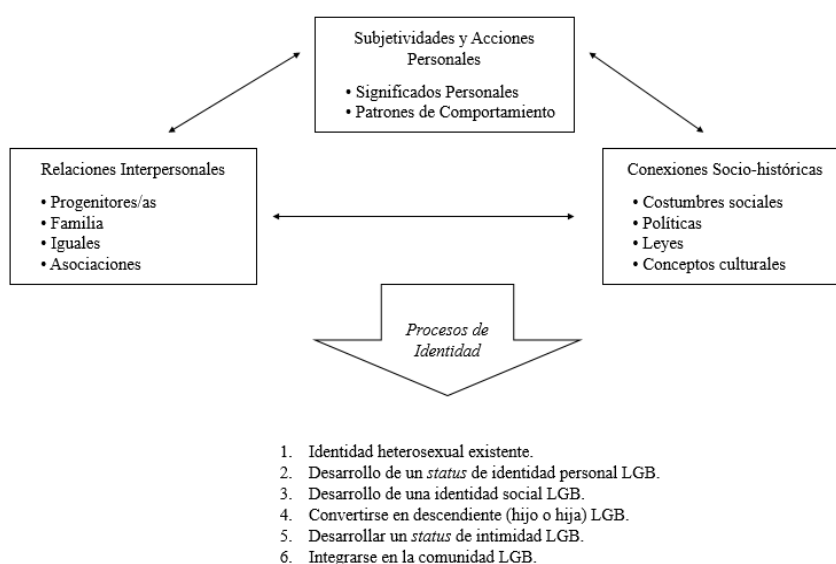 Subjetividades y Acciones
Personales
• Significados Personales
• Patrones de Comportamiento
Relaciones Interpersonales
• Progenitores/as
• Familia
• Iguales
• Asociaciones
Conexiones Socio-históricas
• Costumbres sociales
• Políticas
• Leyes
• Conceptos culturales
Procesos de
Identidad
1. Identidad heterosexual existente.
2. Desarrollo de un status de identidad personal LGB.
3. Desarrollo de una identidad social LGB.
4. Convertirse en descendiente (hijo o hija) LGB.
5. Desarrollar un status de intimidad LGB.
6. Integrarse en la comunidad LGB.